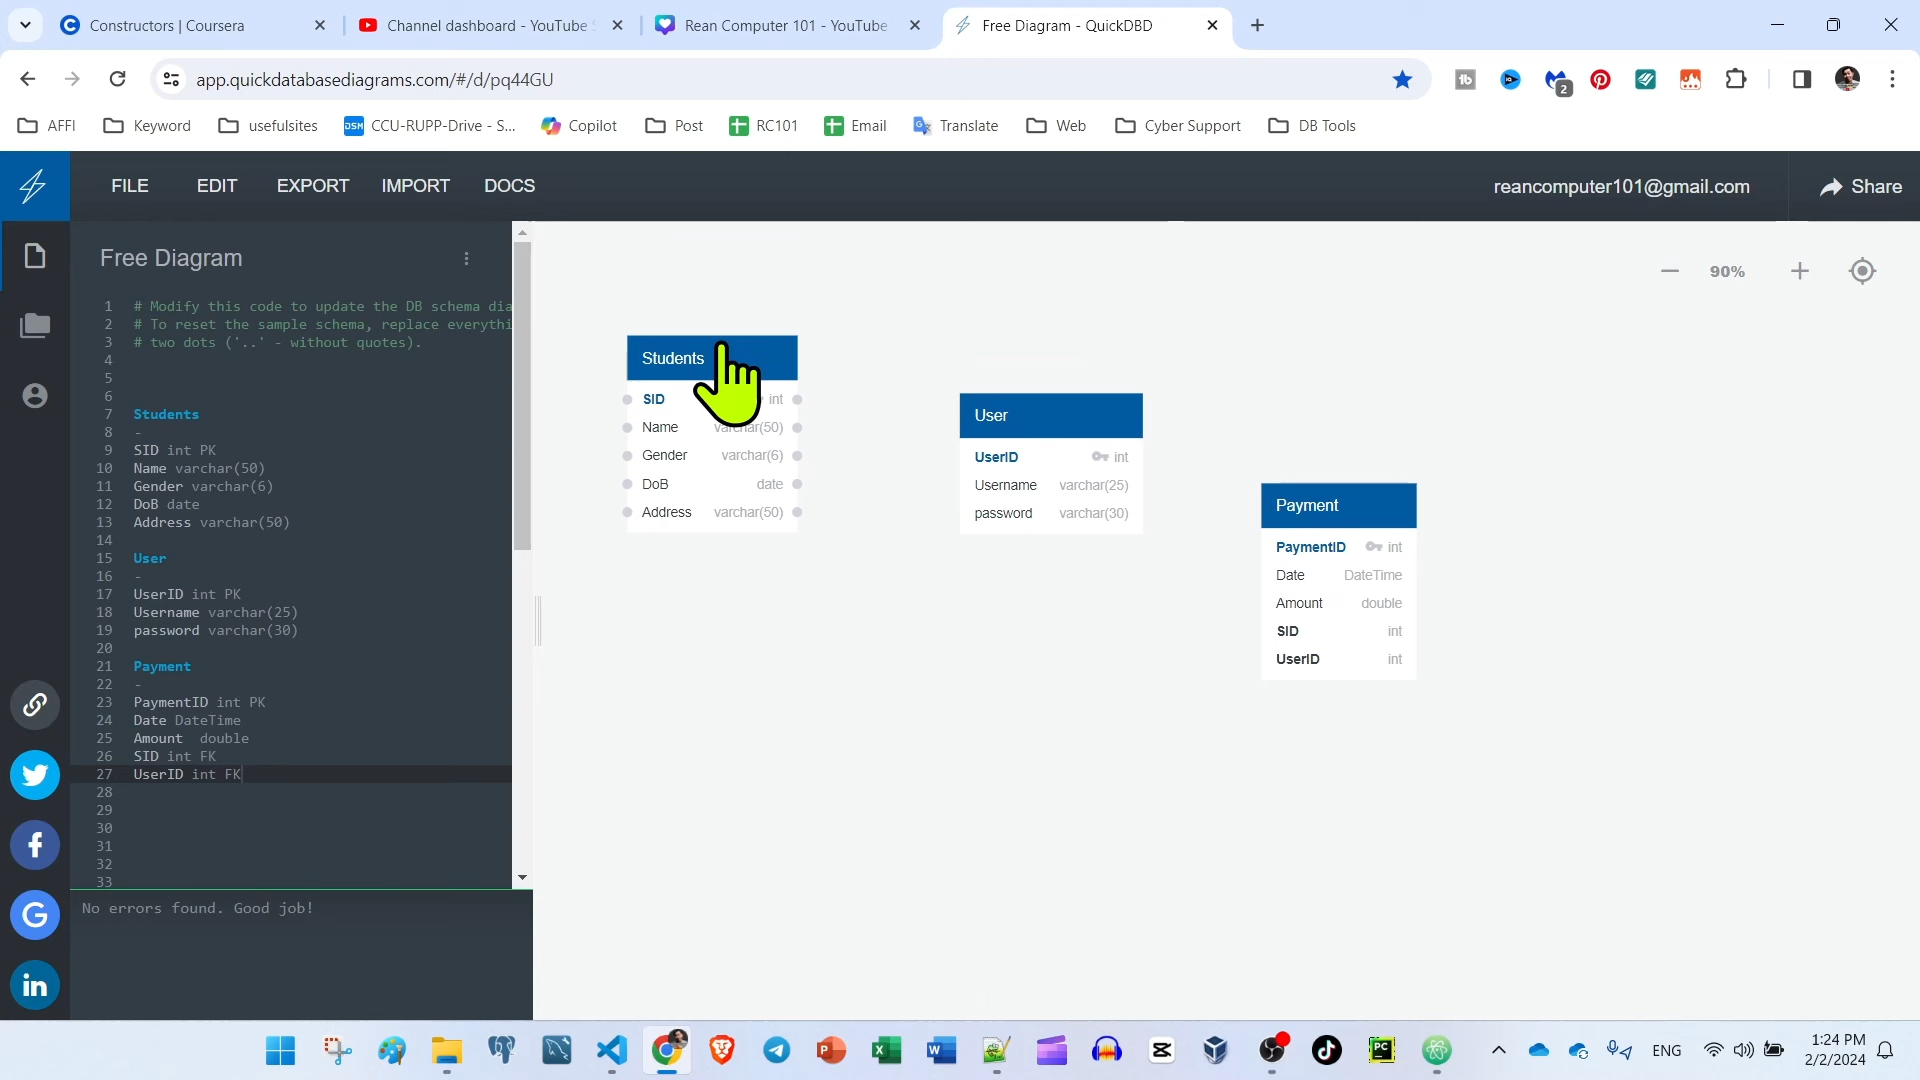 Constructors | Coursera
Channel dashboard - YouTube S
Rean Computer 101 - YouTube
Free Diagram - QuickDBD
app.quickdatabasediagrams.com/#/d/pq44GU
tb
2
AFFI
Keyword
usefulsites
DSM CCU-RUPP-Drive - S...
Copilot
Post
RC101
Email
Translate
Web
Cyber Support
DB Tools
FILE
EDIT
EXPORT
IMPORT
DOCS
reancomputer101@gmail.com
Share
Free Diagram
90%
1 # Modify this code to update the DB schema dia
2 # To reset the sample schema, replace everythi
3 # two dots ('..' - without quotes).
4
5
6
7 Students
8 -
9 SID int PK
10 Name varchar(50)
11 Gender varchar(6)
12 DoB date
13 Address varchar(50)
14
15 User
16 -
17 UserID int PK
18 Username varchar(25)
19 password varchar(30)
20
21 Payment
22 -
23 PaymentID int PK
24 Date DateTime
25 Amount double
26 SID int FK
27 UserID int FK
28
29
30
31
32
33
No errors found. Good job!
Students
SID int
Name varchar(50)
Gender varchar(6)
DoB date
Address varchar(50)
User
UserID int
Username varchar(25)
password varchar(30)
Payment
PaymentID int
Date DateTime
Amount double
SID int
UserID int
ENG
1:24 PM
2/2/2024